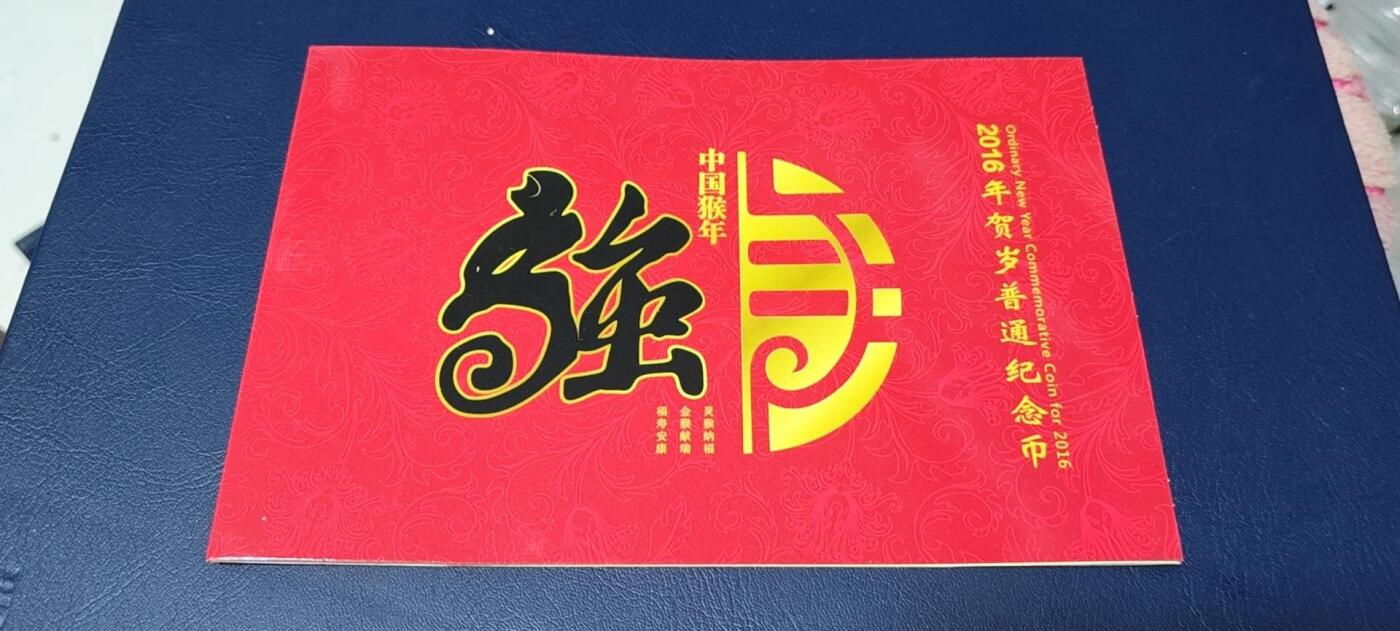 Ordinary New Year Commemorative Coin for 2016
2016年贺岁普通纪念币
中国猴年
強
灵猴纳福
金猴献瑞
福寿安康